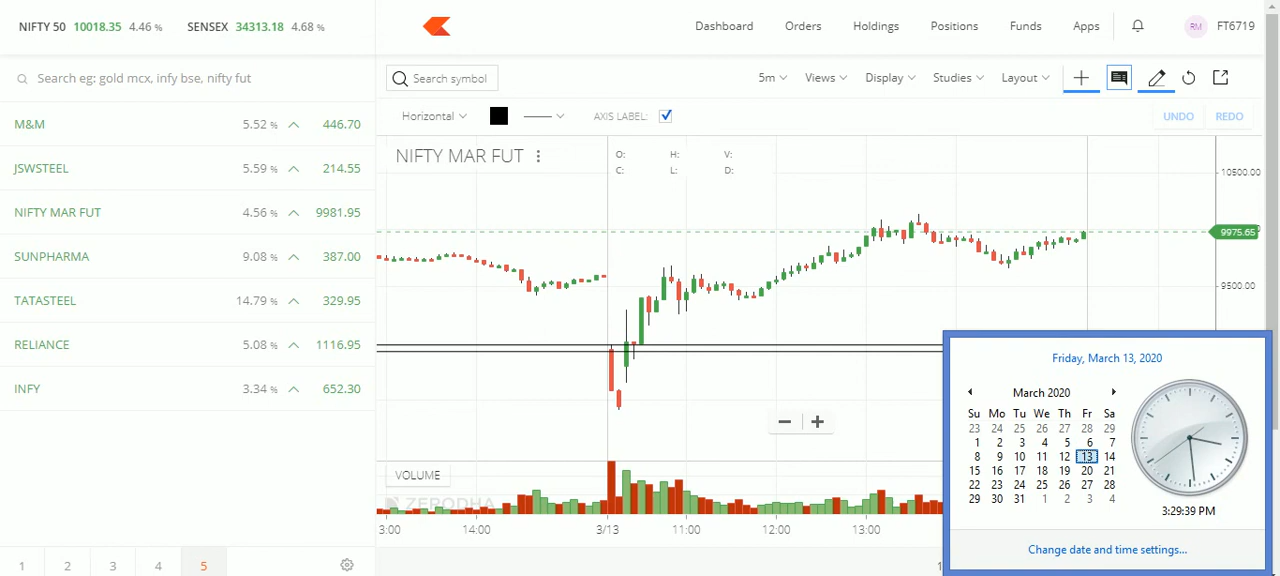 NIFTY 50 10018.35 4.46 % SENSEX 34313.18 4.68 %
Dashboard Orders Holdings Positions Funds Apps RM FT6719
Search eg: gold mcx, infy bse, nifty fut
Search symbol 5m Views Display Studies Layout
Horizontal AXIS LABEL: UNDO REDO
M&M 5.52 % 446.70
JSWSTEEL 5.59 % 214.55
NIFTY MAR FUT 4.56 % 9981.95
SUNPHARMA 9.08 % 387.00
TATASTEEL 14.79 % 329.95
RELIANCE 5.08 % 1116.95
INFY 3.34 % 652.30
1 2 3 4 5
NIFTY MAR FUT O: H: V:
C: L: D:
10500.00
9975.65
9500.00
VOLUME
ZERODHA
3:00 14:00 3/13 11:00 12:00 13:00
Friday, March 13, 2020
March 2020
Su Mo Tu We Th Fr Sa
23 24 25 26 27 28 29
1 2 3 4 5 6 7
8 9 10 11 12 13 14
15 16 17 18 19 20 21
22 23 24 25 26 27 28
29 30 31 1 2 3 4
3:29:39 PM
Change date and time settings...